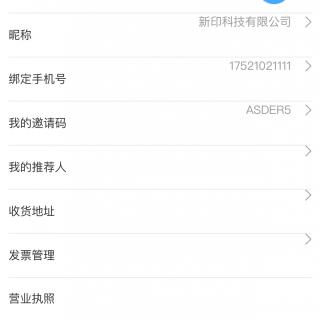 新印科技有限公司
昵称
17521021111
绑定手机号
ASDER5
我的邀请码
我的推荐人
收货地址
发票管理
营业执照